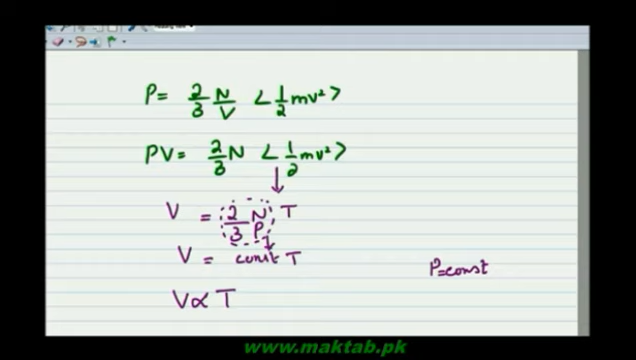 P= 2/3 N/V <1/2 mv²>
PV= 2/3 N <1/2 mv²>
V = 2/3 N/P T
V = const T
P=const
V∝ T
www.maktab.pk